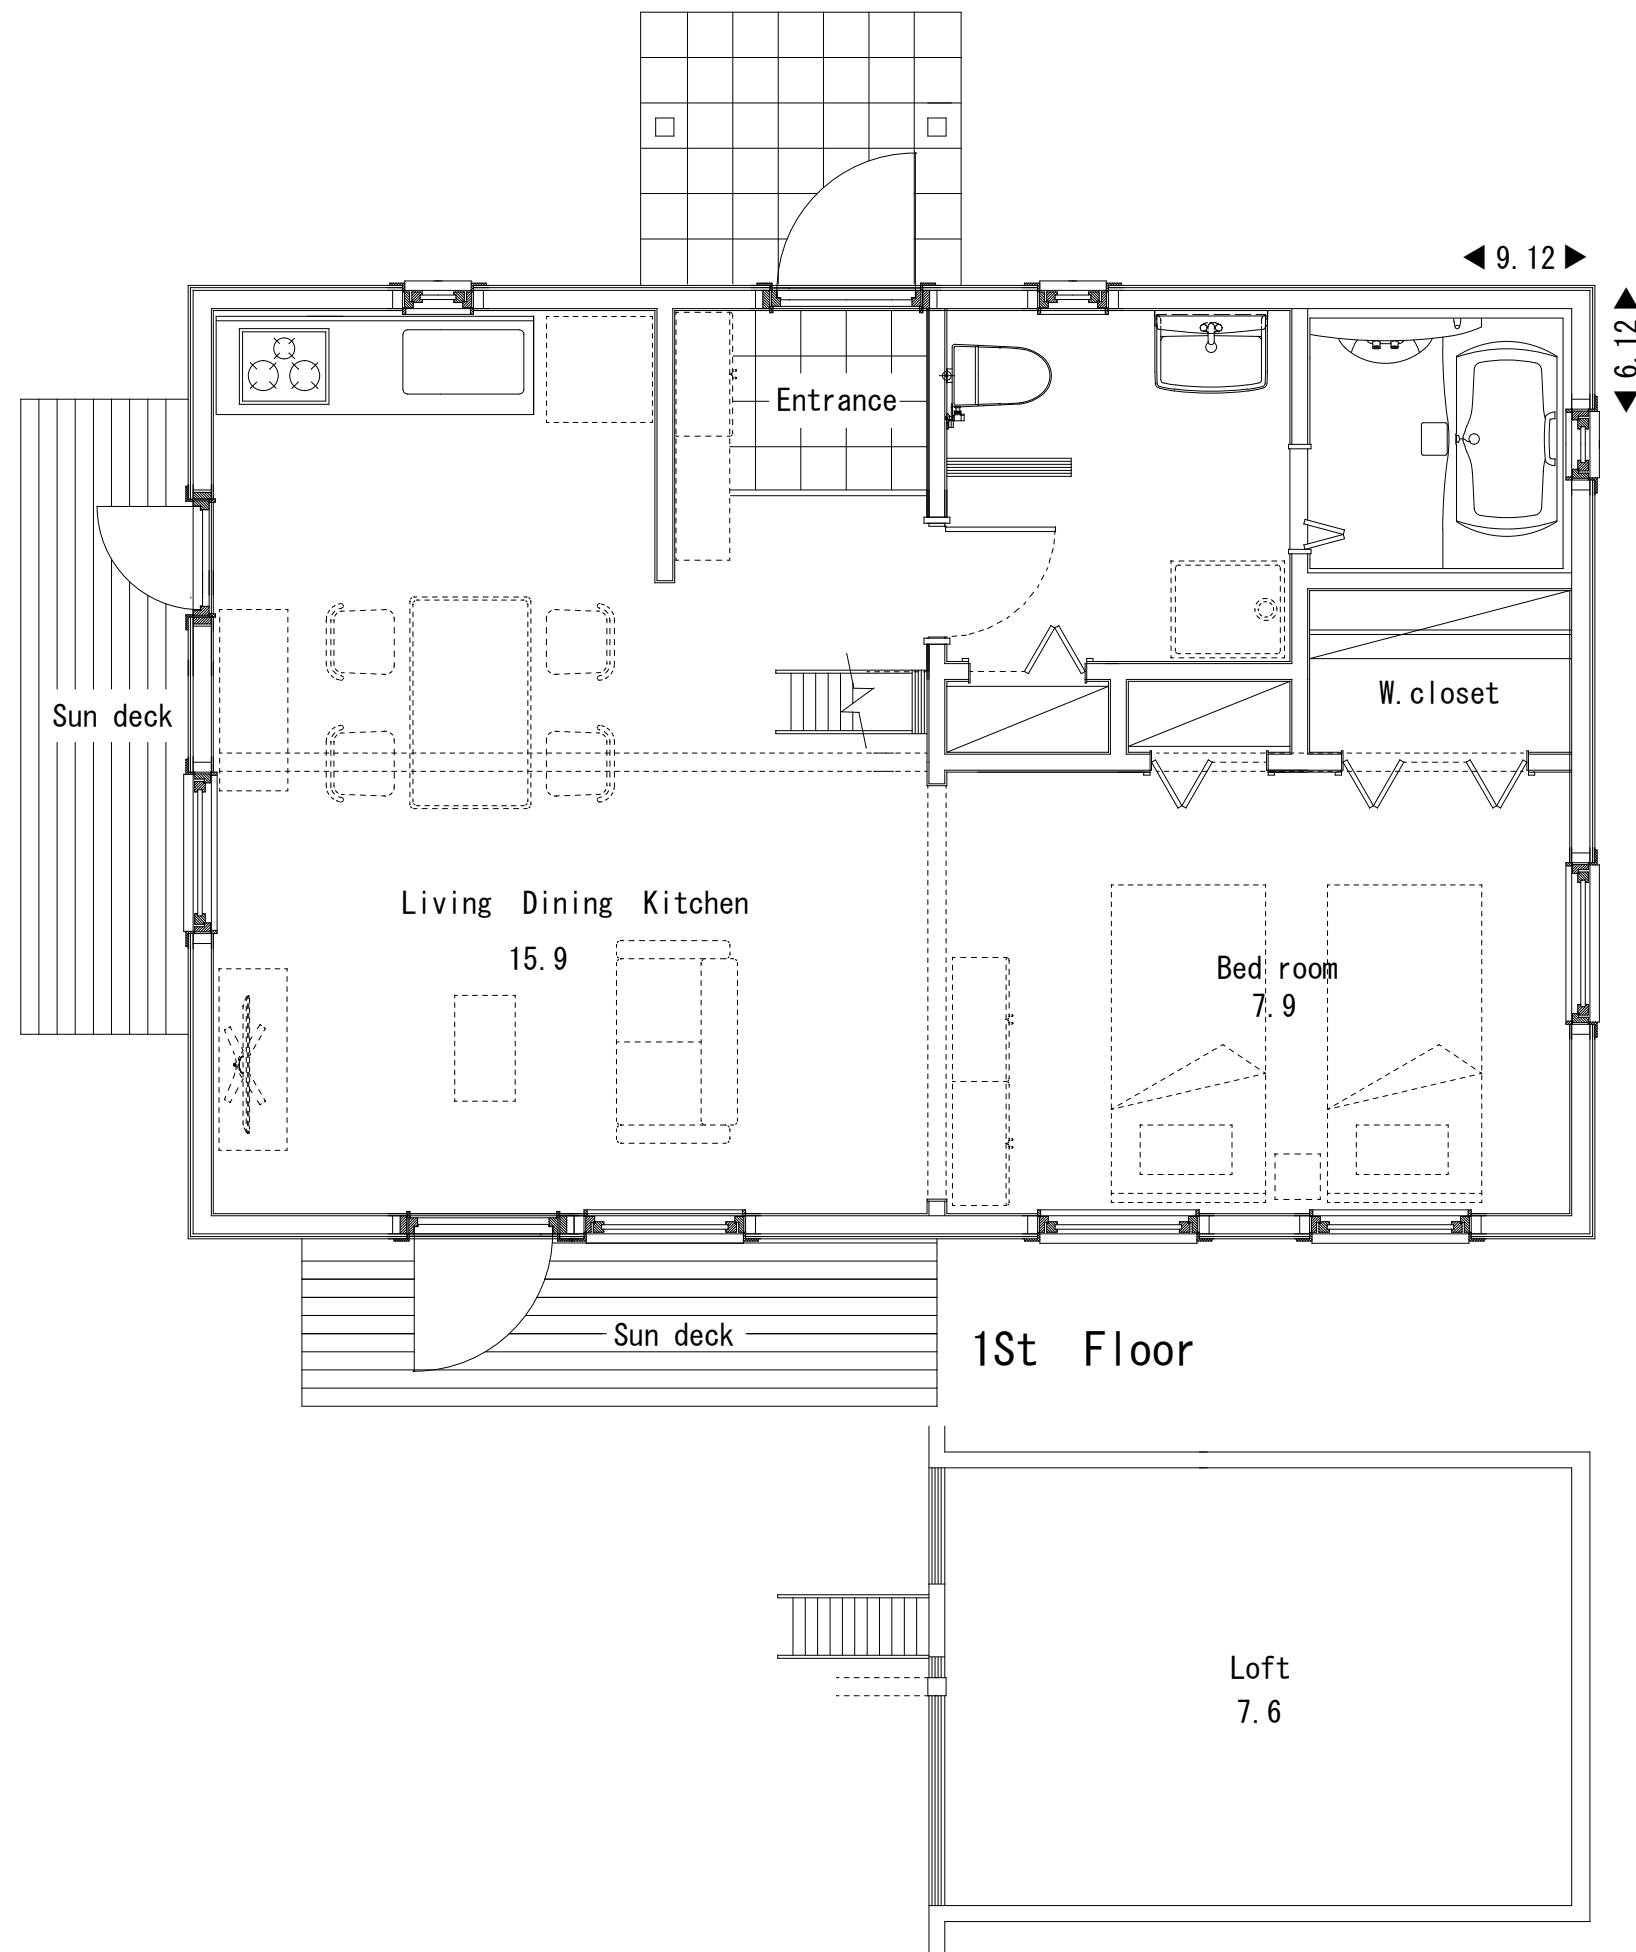 ◀ 9.12 ▶
◀ 6.12 ▶
Entrance
W.closet
Sun deck
Living Dining Kitchen
15.9
Bed room
7.9
Sun deck
1St Floor
Loft
7.6